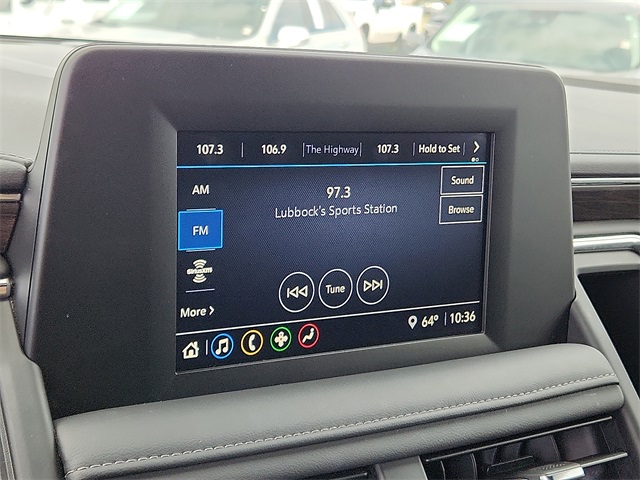 107.3 106.9 The Highway 107.3 Hold to Set
AM
97.3
Sound
Lubbock's Sports Station
Browse
FM
SiriusXM
Tune
More
64° 10:36